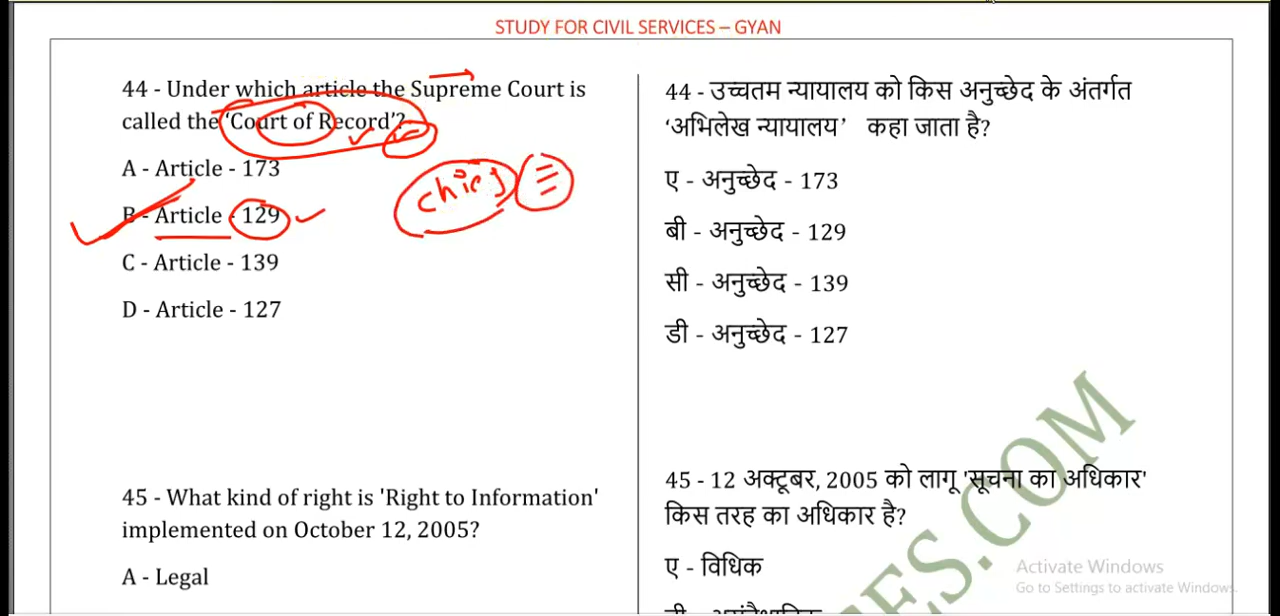 STUDY FOR CIVIL SERVICES – GYAN
44 - Under which article the Supreme Court is
called the 'Court of Record'?
A - Article - 173
B - Article - 129
C - Article - 139
D - Article - 127
chief
45 - What kind of right is 'Right to Information'
implemented on October 12, 2005?
A - Legal
44 - उच्चतम न्यायालय को किस अनुच्छेद के अंतर्गत
‘अभिलेख न्यायालय’ कहा जाता है?
ए - अनुच्छेद - 173
बी - अनुच्छेद - 129
सी - अनुच्छेद - 139
डी - अनुच्छेद - 127
45 - 12 अक्टूबर, 2005 को लागू 'सूचना का अधिकार'
किस तरह का अधिकार है?
ए - विधिक
ES.COM
Activate Windows
Go to Settings to activate Windows.